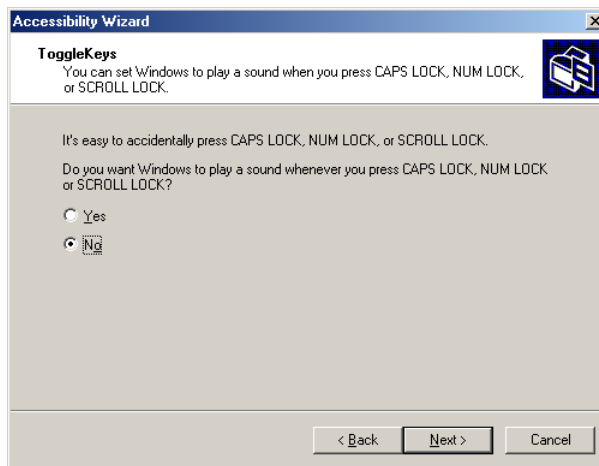 Accessibility Wizard
ToggleKeys
You can set Windows to play a sound when you press CAPS LOCK, NUM LOCK,
or SCROLL LOCK.
It's easy to accidentally press CAPS LOCK, NUM LOCK, or SCROLL LOCK.
Do you want Windows to play a sound whenever you press CAPS LOCK, NUM LOCK
or SCROLL LOCK?
Yes
No
< Back Next > Cancel